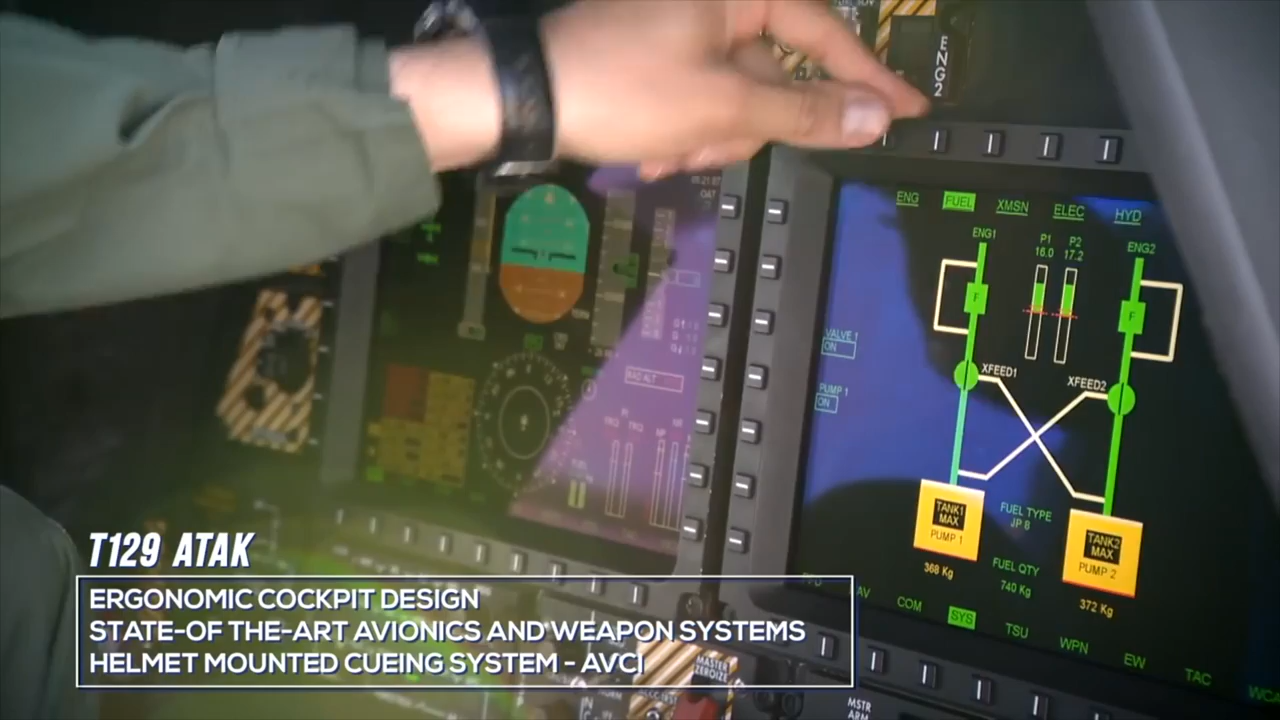 ENG2
ENG FUEL XMSN ELEC HYD
ENG1
P1 P2
16.0 17.2
ENG2
F
F
VALVE 1
ON
XFEED1
XFEED2
PUMP 1
ON
TANK1
MAX
PUMP 1
FUEL TYPE
JP 8
TANK2
MAX
PUMP 2
368 Kg
FUEL QTY
740 Kg
372 Kg
COM
SYS
TSU
WPN
EW
TAC
RAD ALT
MASTER
ZEROIZE
MSTR
ARM
T129 ATAK
ERGONOMIC COCKPIT DESIGN
STATE-OF THE-ART AVIONICS AND WEAPON SYSTEMS
HELMET MOUNTED CUEING SYSTEM - AVCI